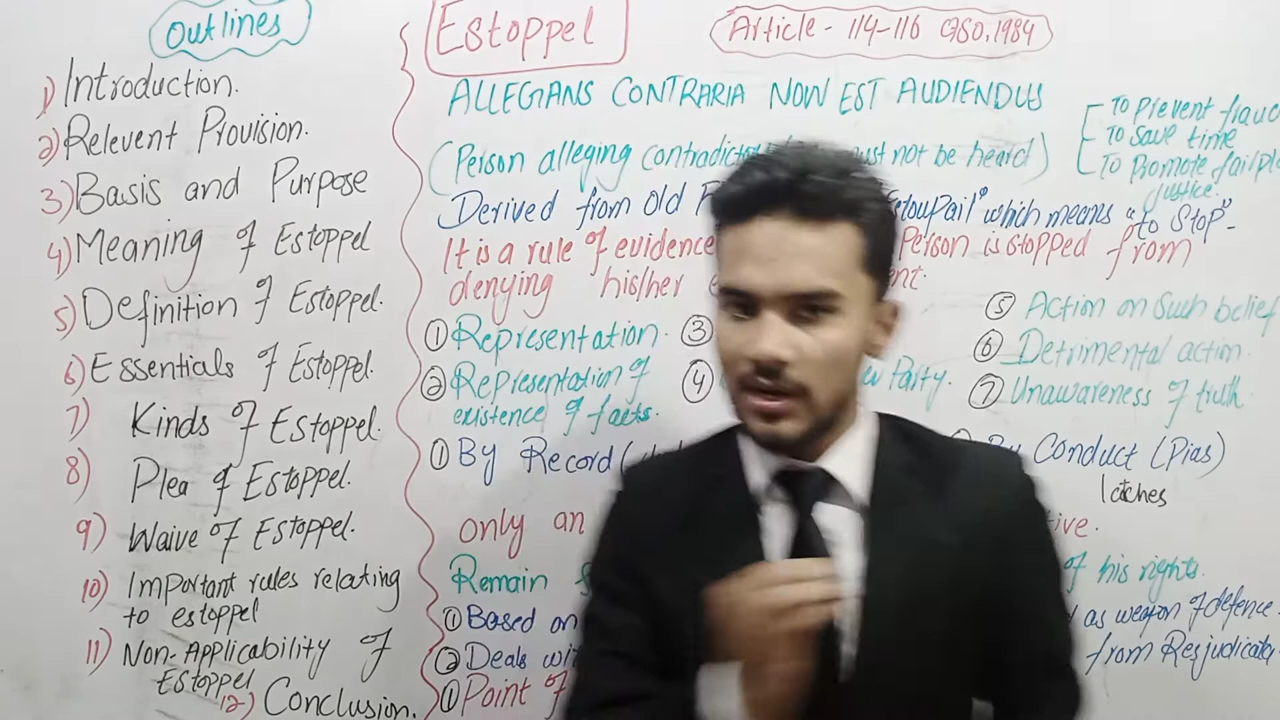 Outlines
1) Introduction.
2) Relevent Provision.
3) Basis and Purpose
4) Meaning of Estoppel
5) Definition of Estoppel.
6) Essentials of Estoppel.
7) Kinds of Estoppel.
8) Plea of Estoppel.
9) Waive of Estoppel.
10) Important rules relating
to estoppel
11) Non-Applicability of
Estoppel
12) Conclusion.
Estoppel
Article - 114-116 QSO, 1984
ALLEGANS CONTRARIA NOW EST AUDIENDUS
To prevent
To save time
To Promote
justice.
(Person alleging must not be heard)
Derived from old which means "to Stop"-
It is a rule of evidence Person is stopped from
denying his/her
① Representation. ③ ⑤ Action on Such belief
② Representation of ④ Party. ⑥ Detrimental action.
existence of facts. ⑦ Unawareness of truth.
① By Record By Conduct (Pias)
latches
only an
Remain of his rights.
① Based on as weapon of defence
② Deals from Resjudicata
① Point of